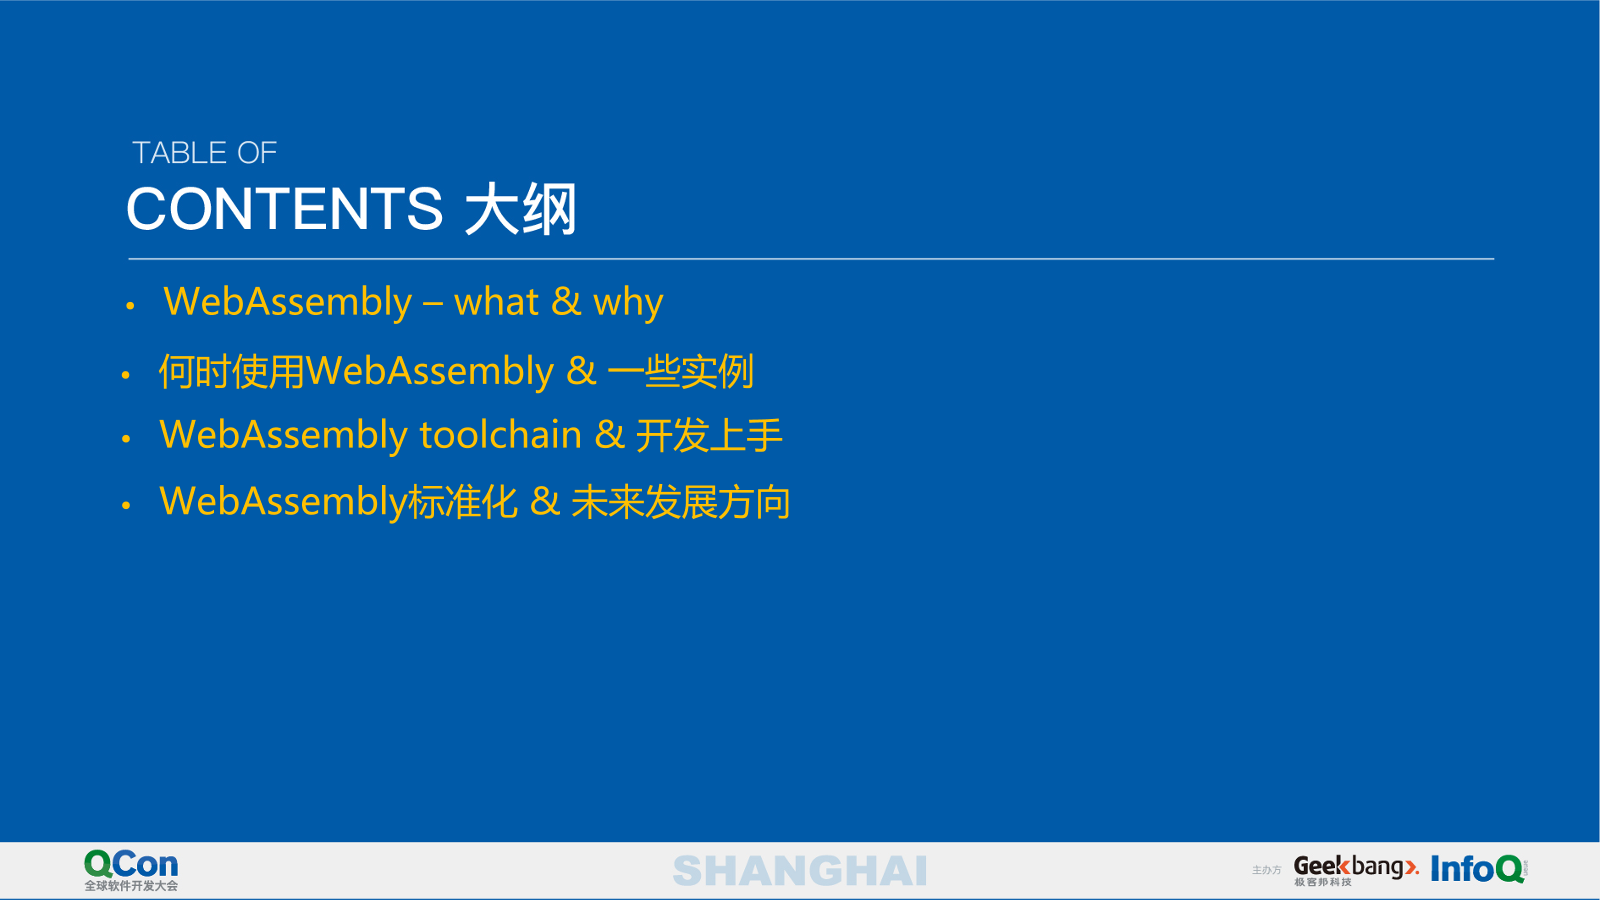 TABLE OF
CONTENTS 大纲
• WebAssembly – what & why
• 何时使用WebAssembly & 一些实例
• WebAssembly toolchain & 开发上手
• WebAssembly标准化 & 未来发展方向
QCon
全球软件开发大会
SHANGHAI
主办方
Geekbang>.
极客邦科技
InfoQ